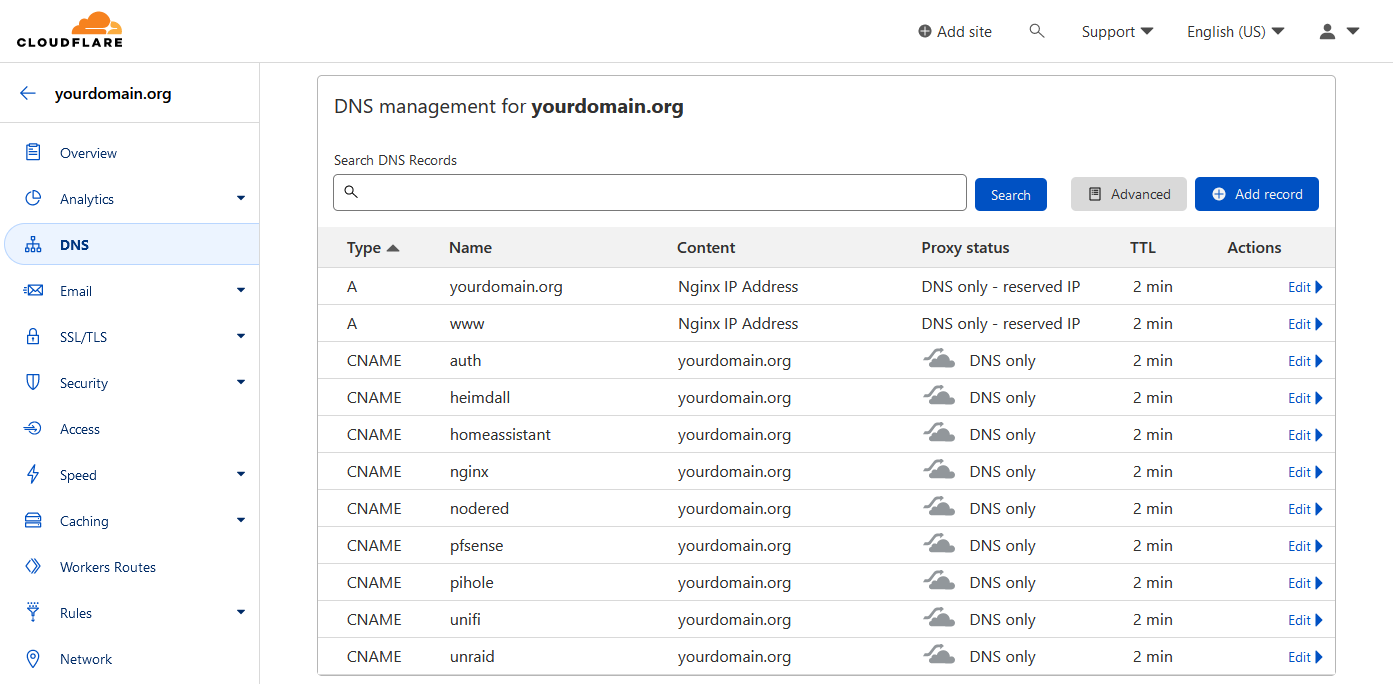 CLOUDFLARE
Add site
Support
English (US)
yourdomain.org
Overview
Analytics
DNS
Email
SSL/TLS
Security
Access
Speed
Caching
Workers Routes
Rules
Network
DNS management for yourdomain.org
Search DNS Records
Search
Advanced
Add record
Type Name Content Proxy status TTL Actions
A yourdomain.org Nginx IP Address DNS only - reserved IP 2 min Edit
A www Nginx IP Address DNS only - reserved IP 2 min Edit
CNAME auth yourdomain.org DNS only 2 min Edit
CNAME heimdall yourdomain.org DNS only 2 min Edit
CNAME homeassistant yourdomain.org DNS only 2 min Edit
CNAME nginx yourdomain.org DNS only 2 min Edit
CNAME nodered yourdomain.org DNS only 2 min Edit
CNAME pfsense yourdomain.org DNS only 2 min Edit
CNAME pihole yourdomain.org DNS only 2 min Edit
CNAME unifi yourdomain.org DNS only 2 min Edit
CNAME unraid yourdomain.org DNS only 2 min Edit